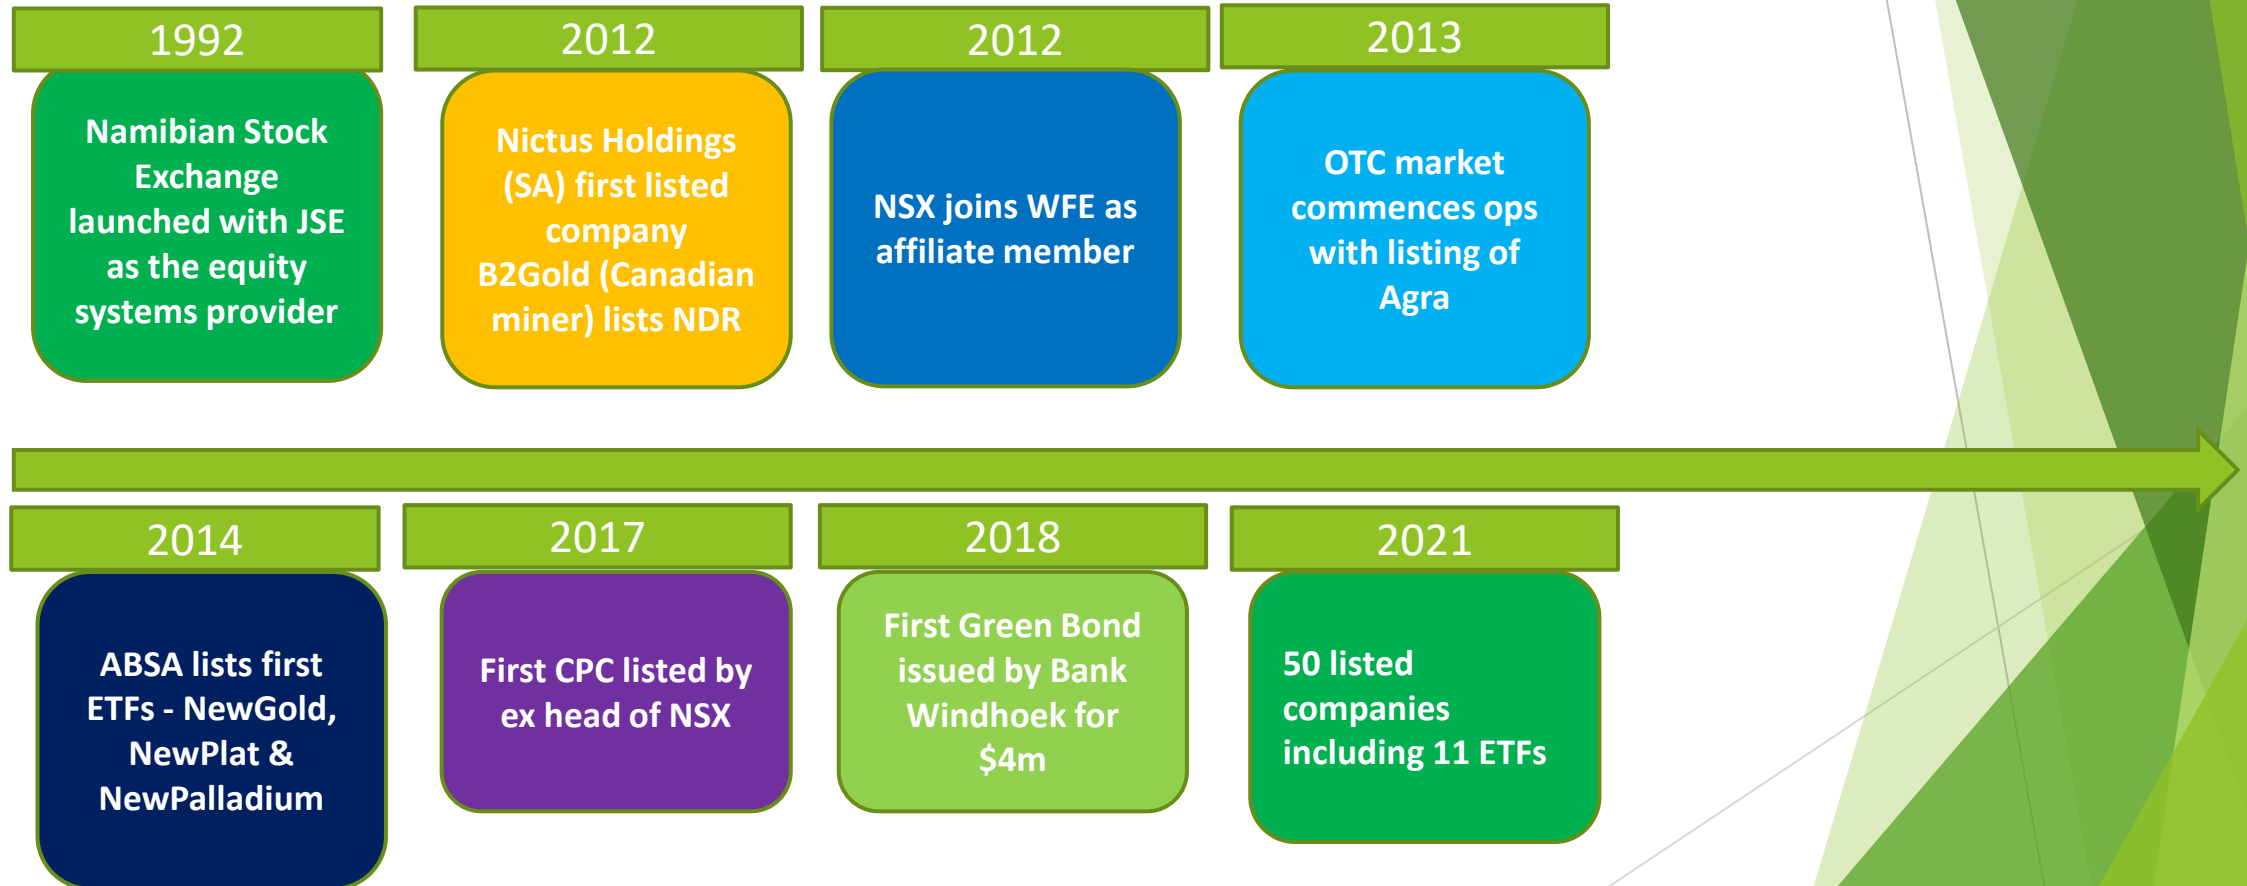 1992
Namibian Stock
Exchange
launched with JSE
as the equity
systems provider
2012
Nictus Holdings
(SA) first listed
company
B2Gold (Canadian
miner) lists NDR
2012
NSX joins WFE as
affiliate member
2013
OTC market
commences ops
with listing of
Agra
2014
ABSA lists first
ETFs - NewGold,
NewPlat &
NewPalladium
2017
First CPC listed by
ex head of NSX
2018
First Green Bond
issued by Bank
Windhoek for
$4m
2021
50 listed
companies
including 11 ETFs